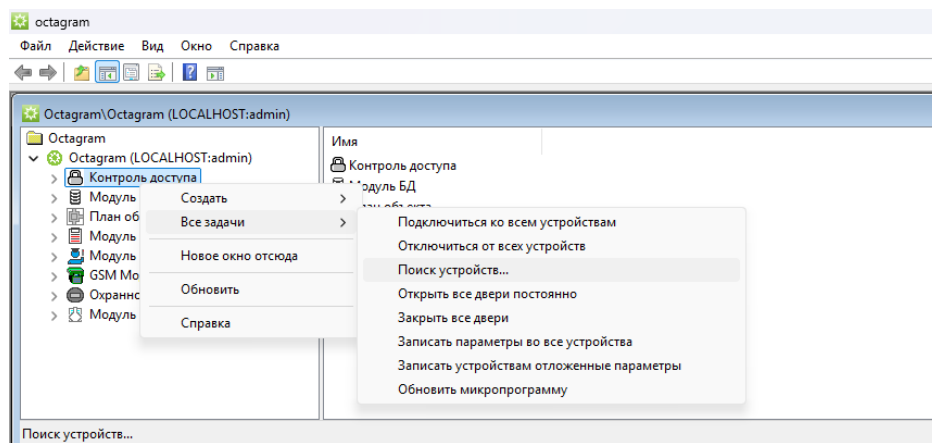 octagram
Файл Действие Вид Окно Справка
Octagram\Octagram (LOCALHOST:admin)
Octagram
Octagram (LOCALHOST:admin)
Контроль доступа
Модуль
План об
Модуль
Модуль
GSM Мо
Охранно
Модуль
Имя
Контроль доступа
Модуль БД
Создать
Все задачи
Новое окно отсюда
Обновить
Справка
Подключиться ко всем устройствам
Отключиться от всех устройств
Поиск устройств...
Открыть все двери постоянно
Закрыть все двери
Записать параметры во все устройства
Записать устройствам отложенные параметры
Обновить микропрограмму
Поиск устройств...